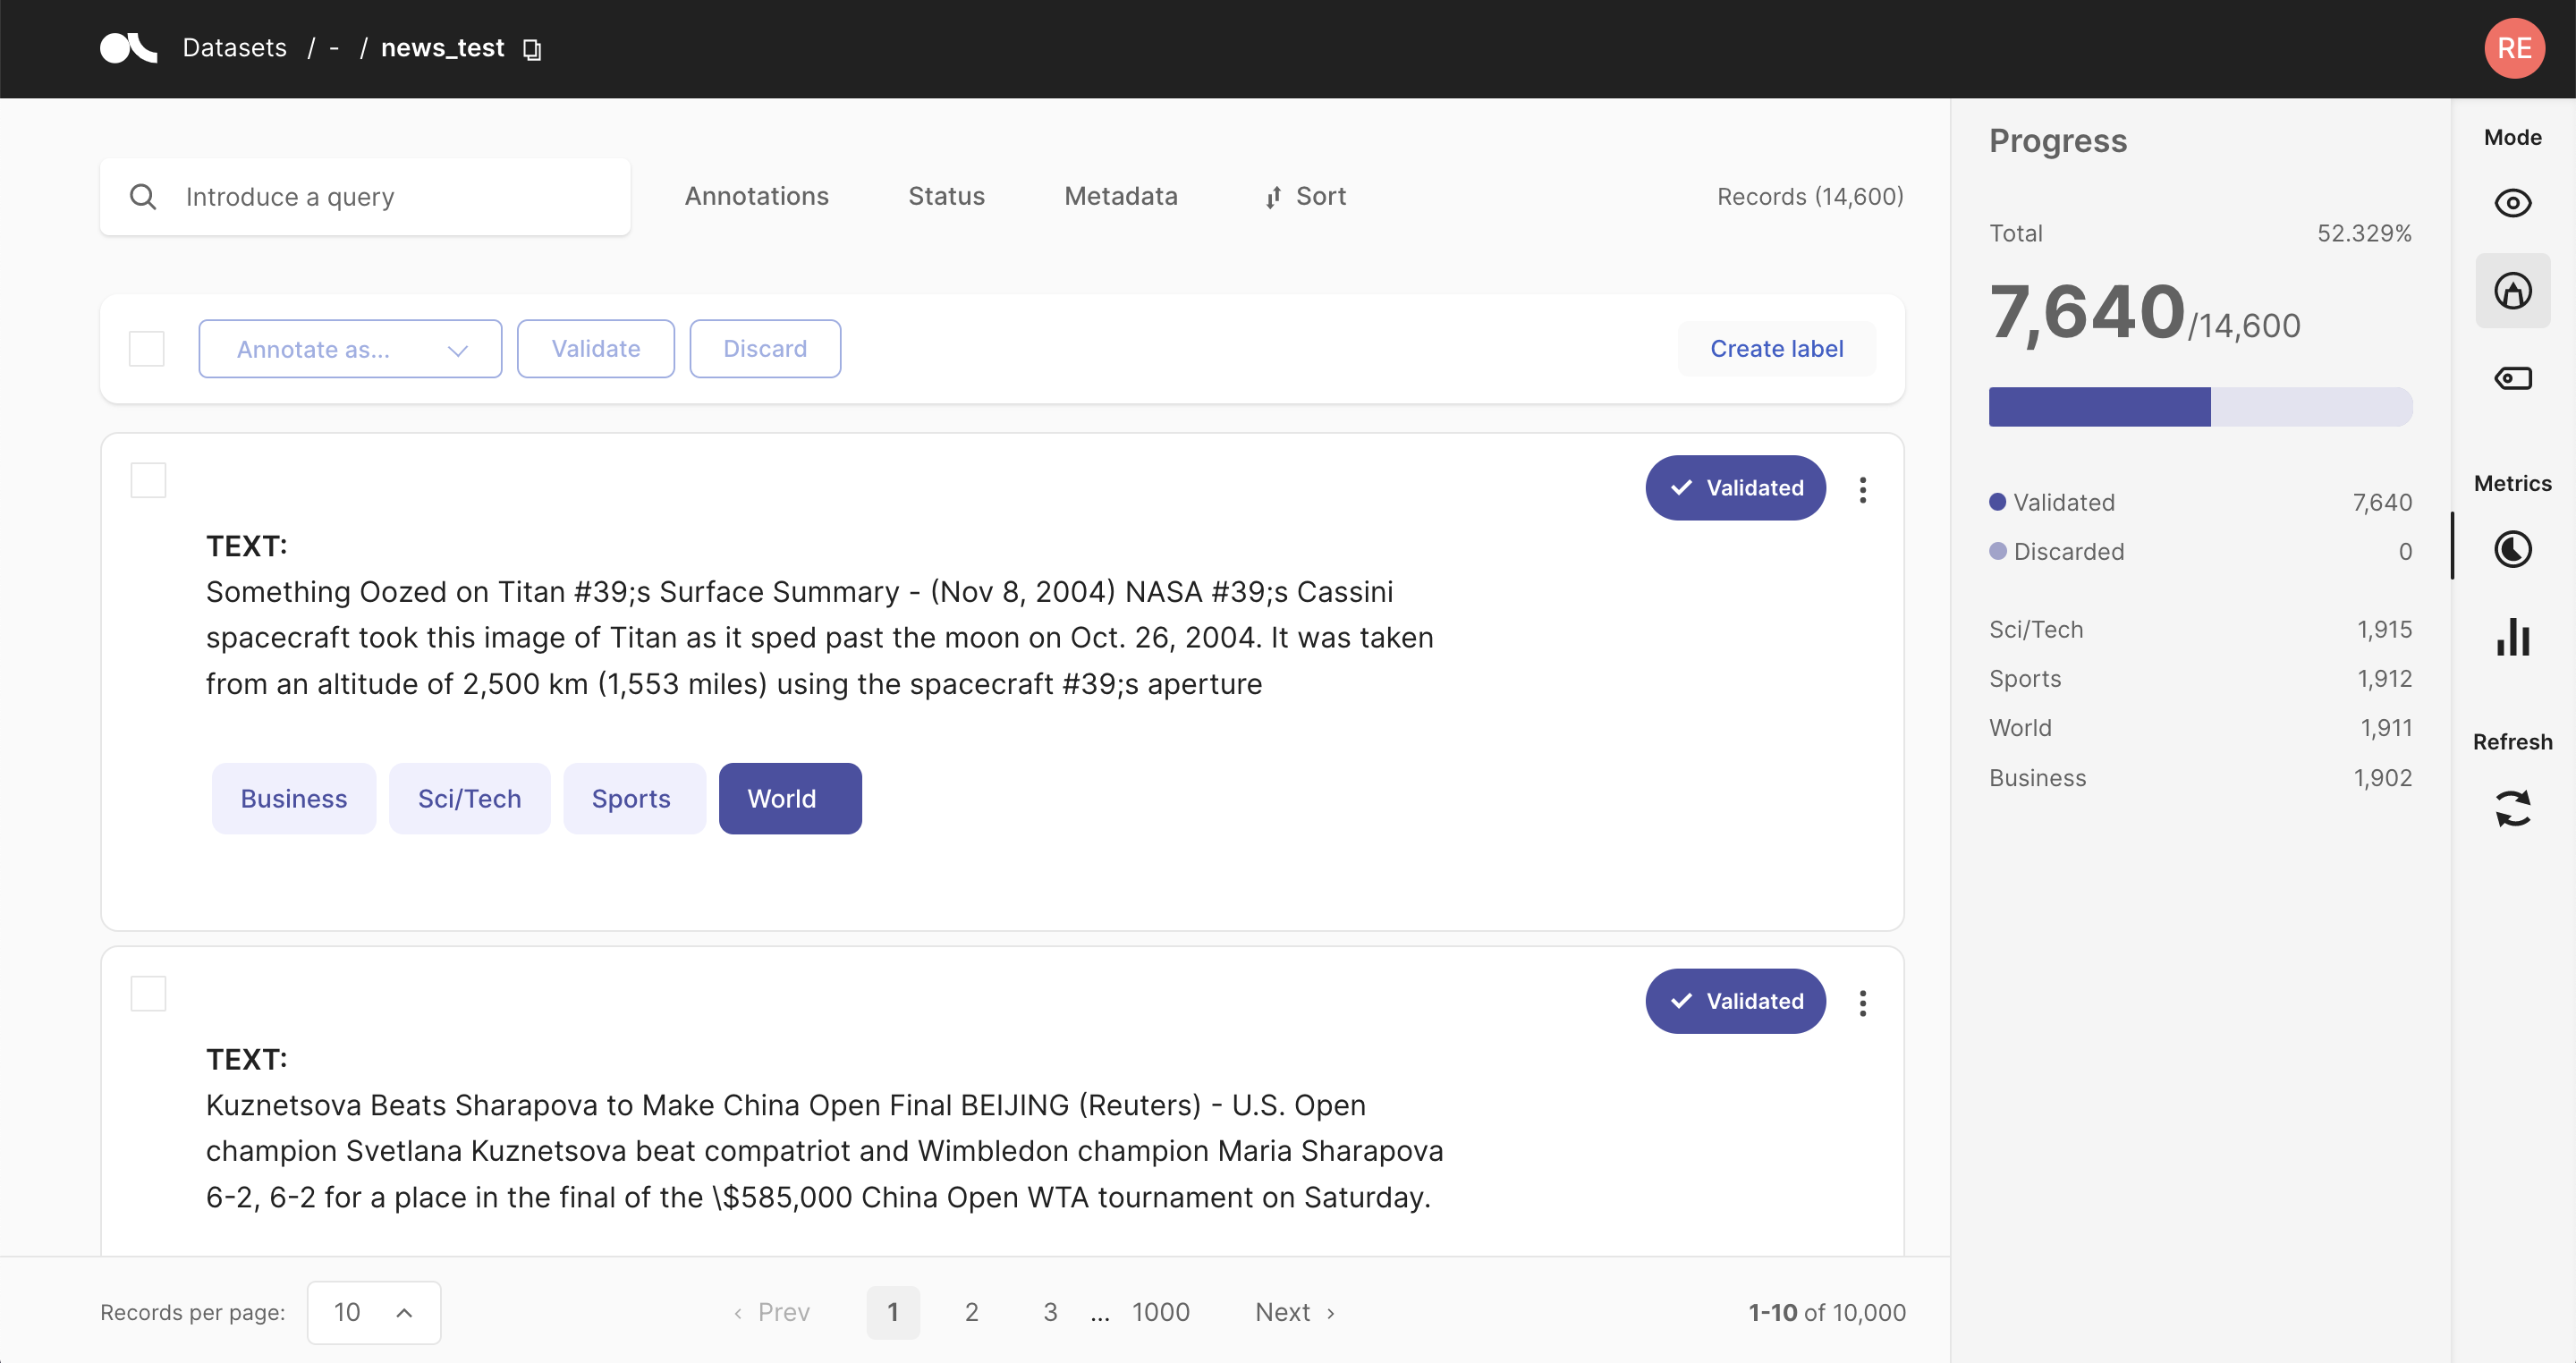 Datasets / - / news_test
RE
Introduce a query
Annotations
Status
Metadata
Sort
Records (14,600)
Annotate as...
Validate
Discard
Create label
Validated
TEXT:
Something Oozed on Titan #39;s Surface Summary - (Nov 8, 2004) NASA #39;s Cassini
spacecraft took this image of Titan as it sped past the moon on Oct. 26, 2004. It was taken
from an altitude of 2,500 km (1,553 miles) using the spacecraft #39;s aperture
Business
Sci/Tech
Sports
World
Validated
TEXT:
Kuznetsova Beats Sharapova to Make China Open Final BEIJING (Reuters) - U.S. Open
champion Svetlana Kuznetsova beat compatriot and Wimbledon champion Maria Sharapova
6-2, 6-2 for a place in the final of the \$585,000 China Open WTA tournament on Saturday.
Records per page:
10
‹ Prev
1
2
3
...
1000
Next ›
1-10 of 10,000
Progress
Total 52.329%
7,640/14,600
Validated 7,640
Discarded 0
Sci/Tech 1,915
Sports 1,912
World 1,911
Business 1,902
Mode
Metrics
Refresh